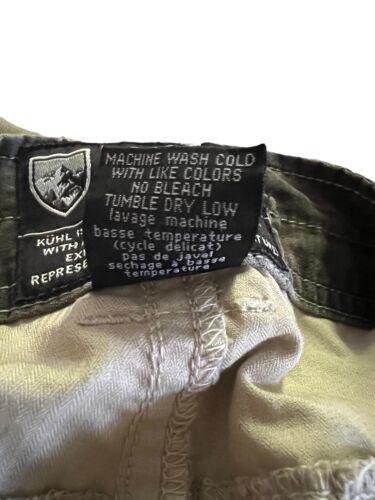 MACHINE WASH COLD
WITH LIKE COLORS
NO BLEACH
TUMBLE DRY LOW
lavage machine
basse temperature
(cycle delicat)
pas de javel
sechage à basse
temperature
KÜHL
WITH
EX
REPRESE